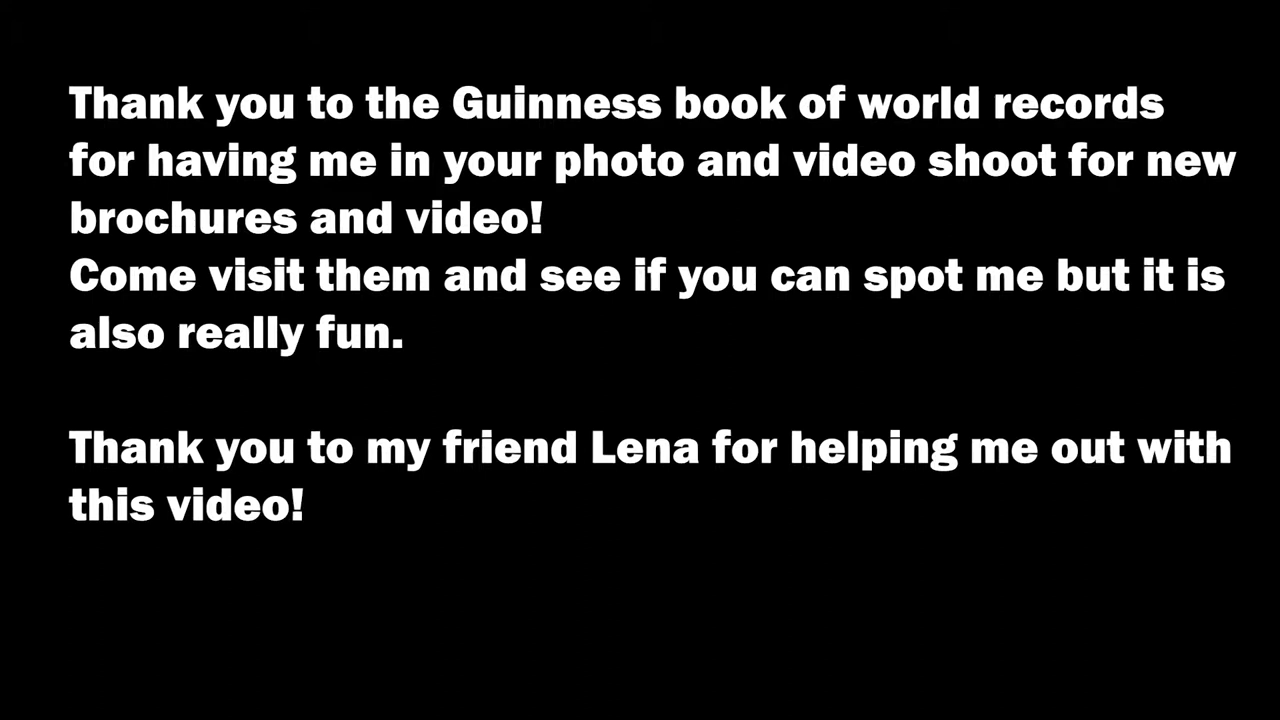 Thank you to the Guinness book of world records
for having me in your photo and video shoot for new
brochures and video!
Come visit them and see if you can spot me but it is
also really fun.
Thank you to my friend Lena for helping me out with
this video!